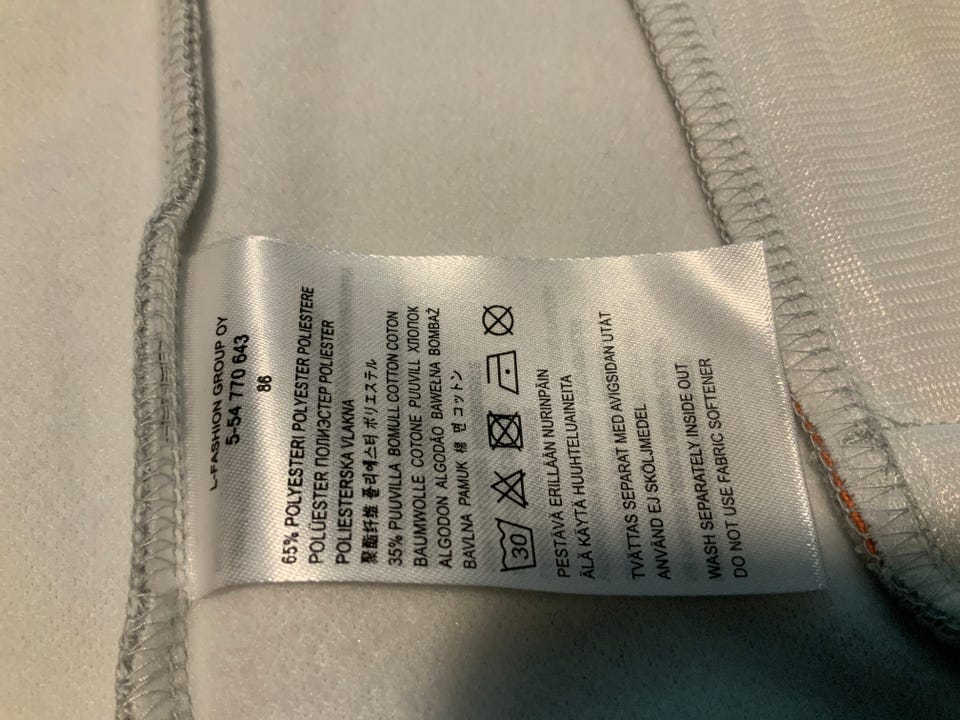 L-FASHION GROUP OY
5-54 770 643
86
65% POLYESTERI POLYESTER POLIESTERE
POLÜESTER ПОЛИЭСТЕР POLIESTER
POLIESTERSKA VLAKNA
聚酯纤维 폴리에스터 ポリエステル
35% PUUVILLA BOMULL COTTON COTON
BAUMWOLLE COTONE PUUVILL ХЛОПОК
ALGODON ALGODÃO BAWEŁNA BOMBAŽ
BAVLNA PAMUK 棉 면 コットン
30
PESTÄVÄ ERILLÄÄN NURINPÄIN
ÄLÄ KÄYTÄ HUUHTELUAINEITA
TVÄTTAS SEPARAT MED AVIGSIDAN UTÅT
ANVÄND EJ SKÖLJMEDEL
WASH SEPARATELY INSIDE OUT
DO NOT USE FABRIC SOFTENER